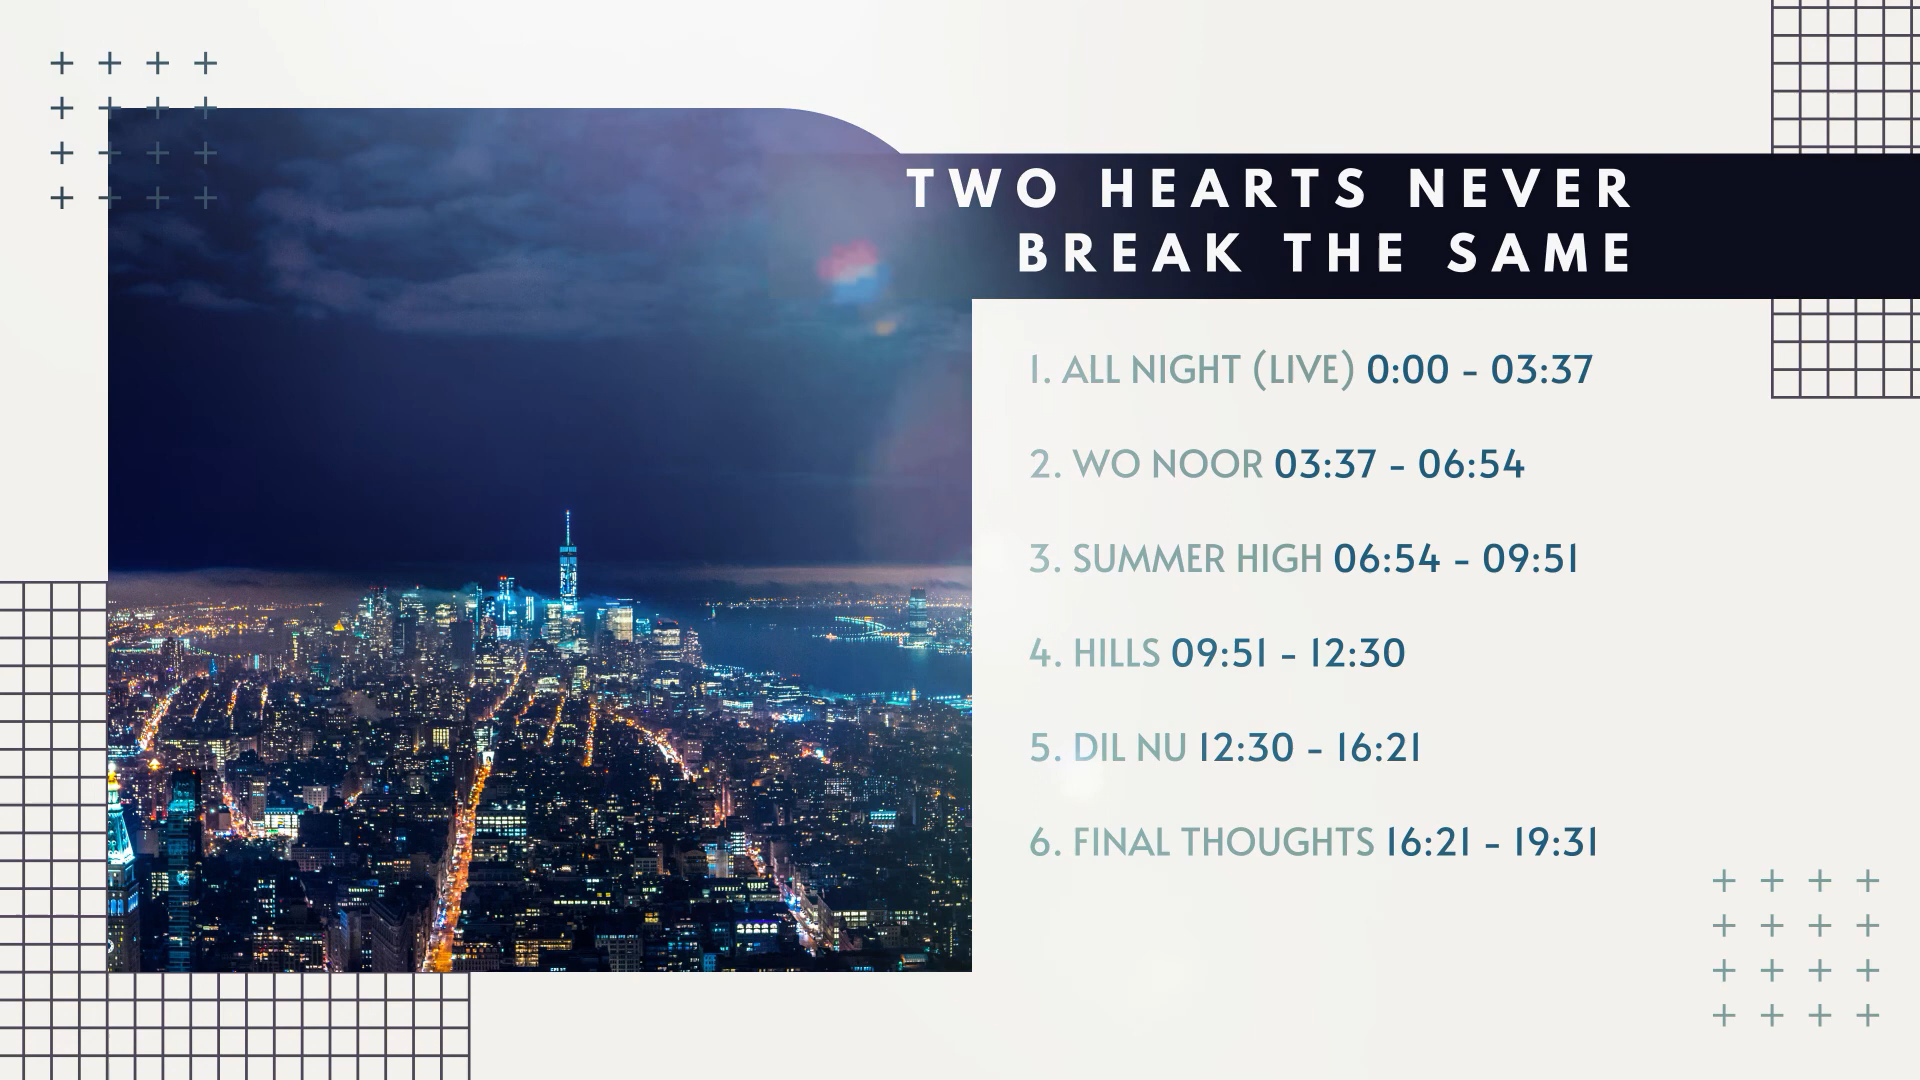 TWO HEARTS NEVER
BREAK THE SAME
1. ALL NIGHT (LIVE) 0:00 - 03:37
2. WO NOOR 03:37 - 06:54
3. SUMMER HIGH 06:54 - 09:51
4. HILLS 09:51 - 12:30
5. DIL NU 12:30 - 16:21
6. FINAL THOUGHTS 16:21 - 19:31